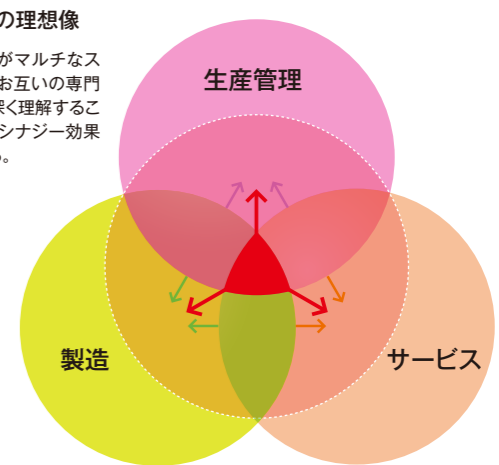 の理想像
がマルチなス
お互いの専門
深く理解するこ
シナジー効果
る。
生産管理
製造
サービス